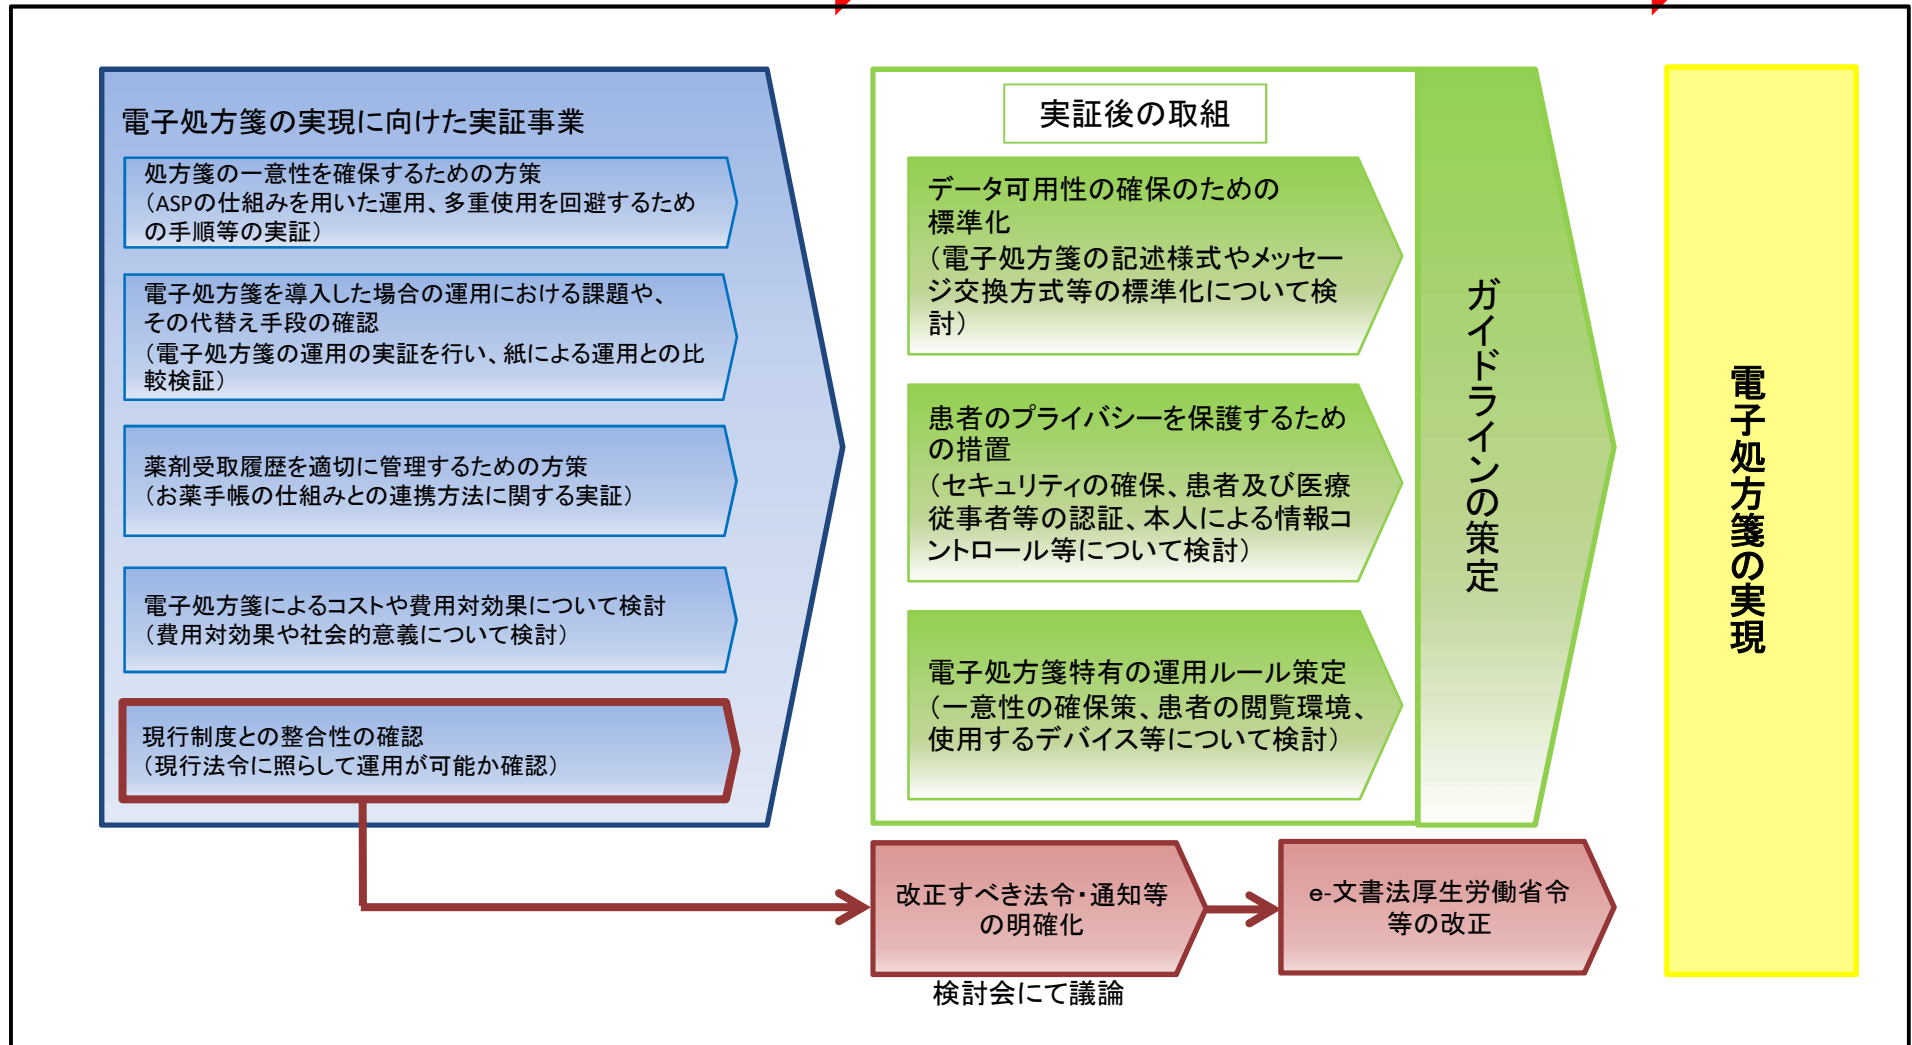 電子処方箋の実現に向けた実証事業
処方箋の一意性を確保するための方策
（ASPの仕組みを用いた運用、多重使用を回避するため
の手順等の実証）
電子処方箋を導入した場合の運用における課題や、
その代替え手段の確認
（電子処方箋の運用の実証を行い、紙による運用との比
較検証）
薬剤受取履歴を適切に管理するための方策
（お薬手帳の仕組みとの連携方法に関する実証）
電子処方箋によるコストや費用対効果について検討
（費用対効果や社会的意義について検討）
現行制度との整合性の確認
（現行法令に照らして運用が可能か確認）
実証後の取組
データ可用性の確保のための
標準化
（電子処方箋の記述様式やメッセー
ジ交換方式等の標準化について検
討）
患者のプライバシーを保護するため
の措置
（セキュリティの確保、患者及び医療
従事者等の認証、本人による情報コ
ントロール等について検討）
電子処方箋特有の運用ルール策定
（一意性の確保策、患者の閲覧環境、
使用するデバイス等について検討）
ガイドラインの策定
改正すべき法令・通知等
の明確化
検討会にて議論
e-文書法厚生労働省令
等の改正
電子処方箋の実現